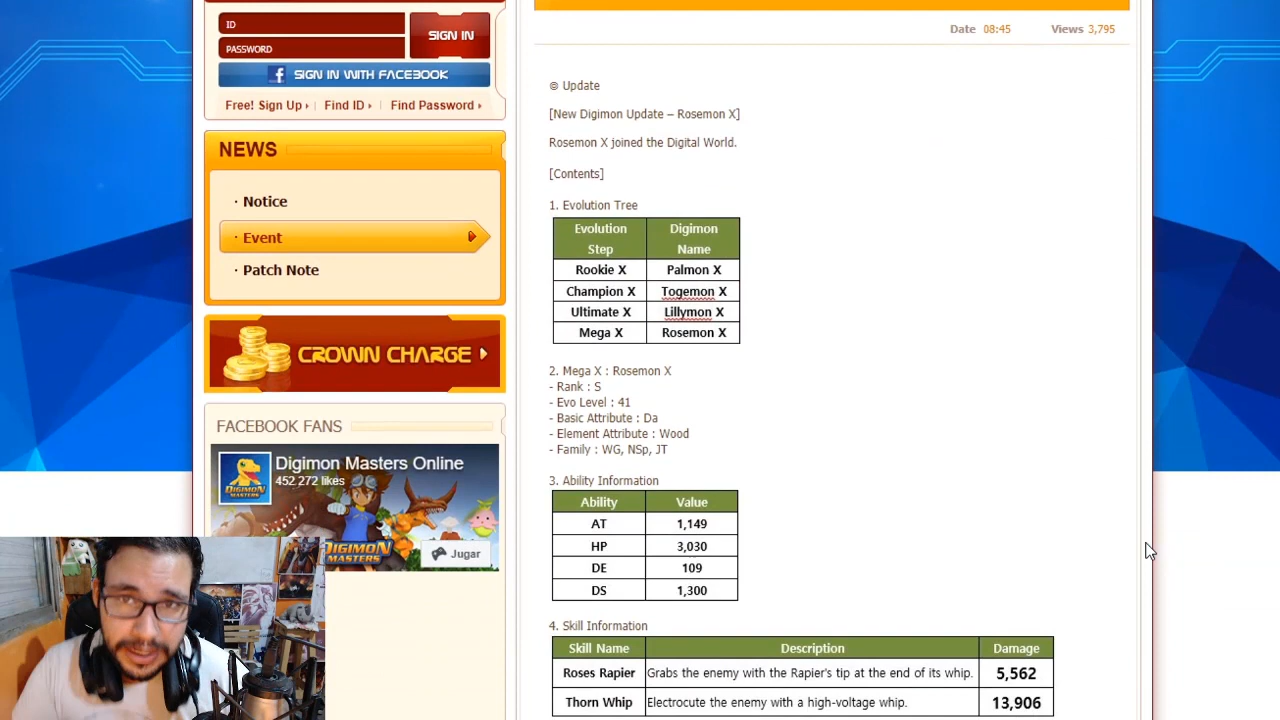 ID
PASSWORD
SIGN IN
SIGN IN WITH FACEBOOK
Free! Sign Up
Find ID
Find Password
NEWS
· Notice
· Event
· Patch Note
CROWN CHARGE
FACEBOOK FANS
DIGIMON MASTERS
Digimon Masters Online
452 272 likes
DIGIMON MASTERS
Jugar
Date 08:45 Views 3,795
◎ Update
[New Digimon Update – Rosemon X]
Rosemon X joined the Digital World.
[Contents]
1. Evolution Tree
Evolution Step Digimon Name
Rookie X Palmon X
Champion X Togemon X
Ultimate X Lillymon X
Mega X Rosemon X
2. Mega X : Rosemon X
- Rank : S
- Evo Level : 41
- Basic Attribute : Da
- Element Attribute : Wood
- Family : WG, NSp, JT
3. Ability Information
Ability Value
AT 1,149
HP 3,030
DE 109
DS 1,300
4. Skill Information
Skill Name Description Damage
Roses Rapier Grabs the enemy with the Rapier's tip at the end of its whip. 5,562
Thorn Whip Electrocute the enemy with a high-voltage whip. 13,906